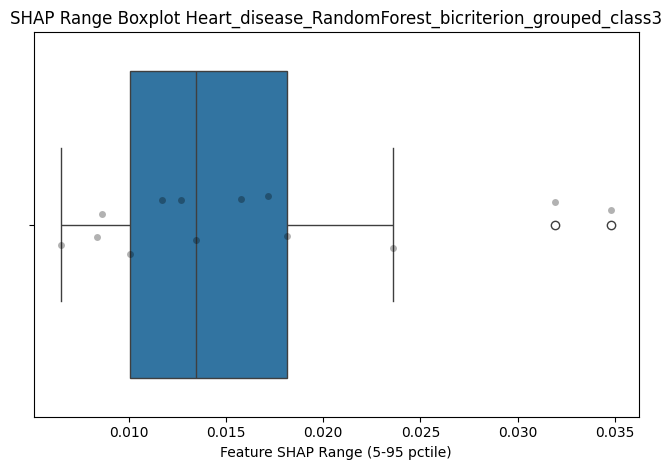 SHAP Range Boxplot Heart_disease_RandomForest_bicriterion_grouped_class3
0.010 0.015 0.020 0.025 0.030 0.035
Feature SHAP Range (5-95 pctile)